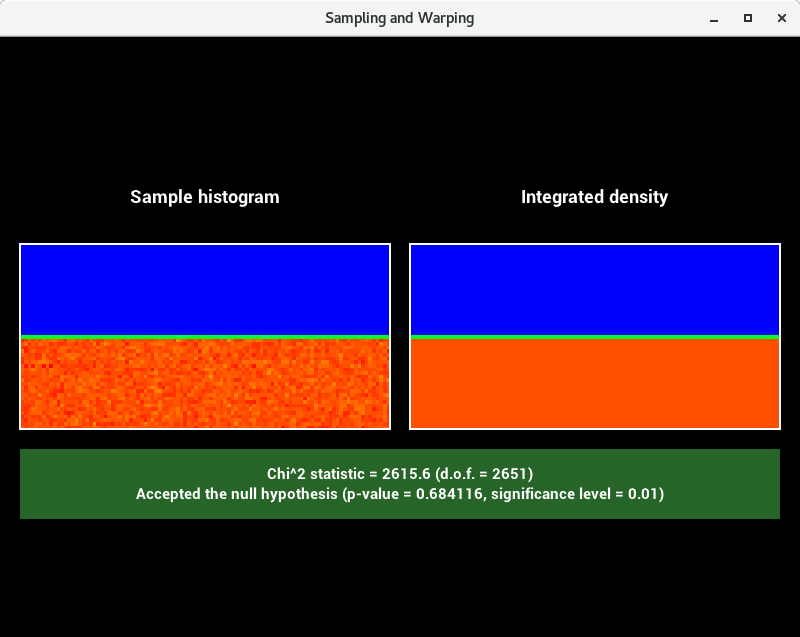 Sampling and Warping
Sample histogram
Integrated density
Chi^2 statistic = 2615.6 (d.o.f. = 2651)
Accepted the null hypothesis (p-value = 0.684116, significance level = 0.01)